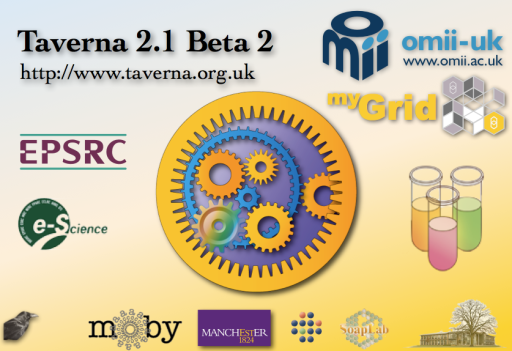 Taverna 2.1 Beta 2
http://www.taverna.org.uk
omii
omii-uk
www.omii.ac.uk
myGrid
EPSRC
e-Science
moby
MANCHEstER
1824
SoapLab